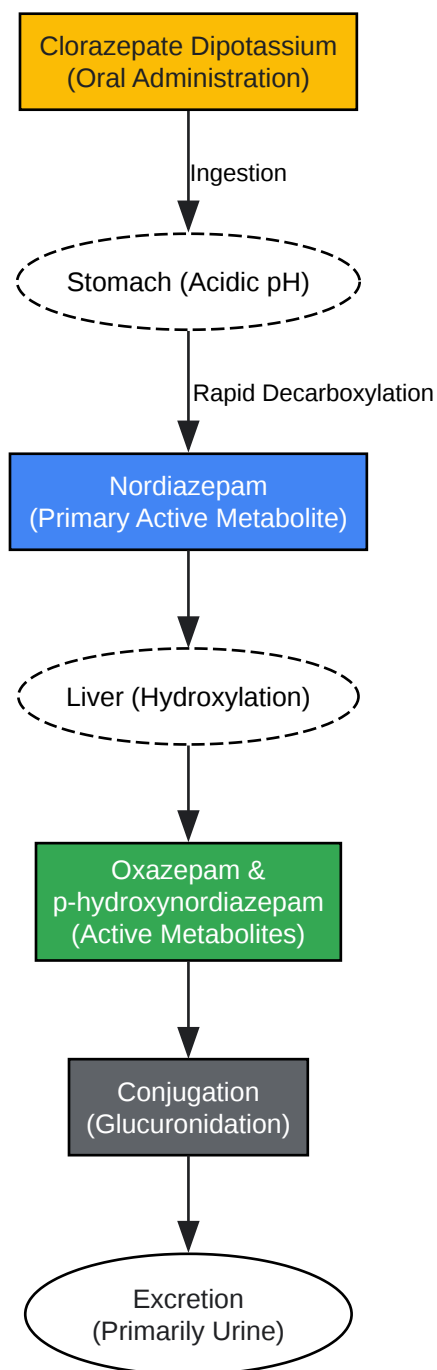 Clorazepate Dipotassium
(Oral Administration)
Ingestion
Stomach (Acidic pH)
Rapid Decarboxylation
Nordiazepam
(Primary Active Metabolite)
Liver (Hydroxylation)
Oxazepam &
p-hydroxynordiazepam
(Active Metabolites)
Conjugation
(Glucuronidation)
Excretion
(Primarily Urine)